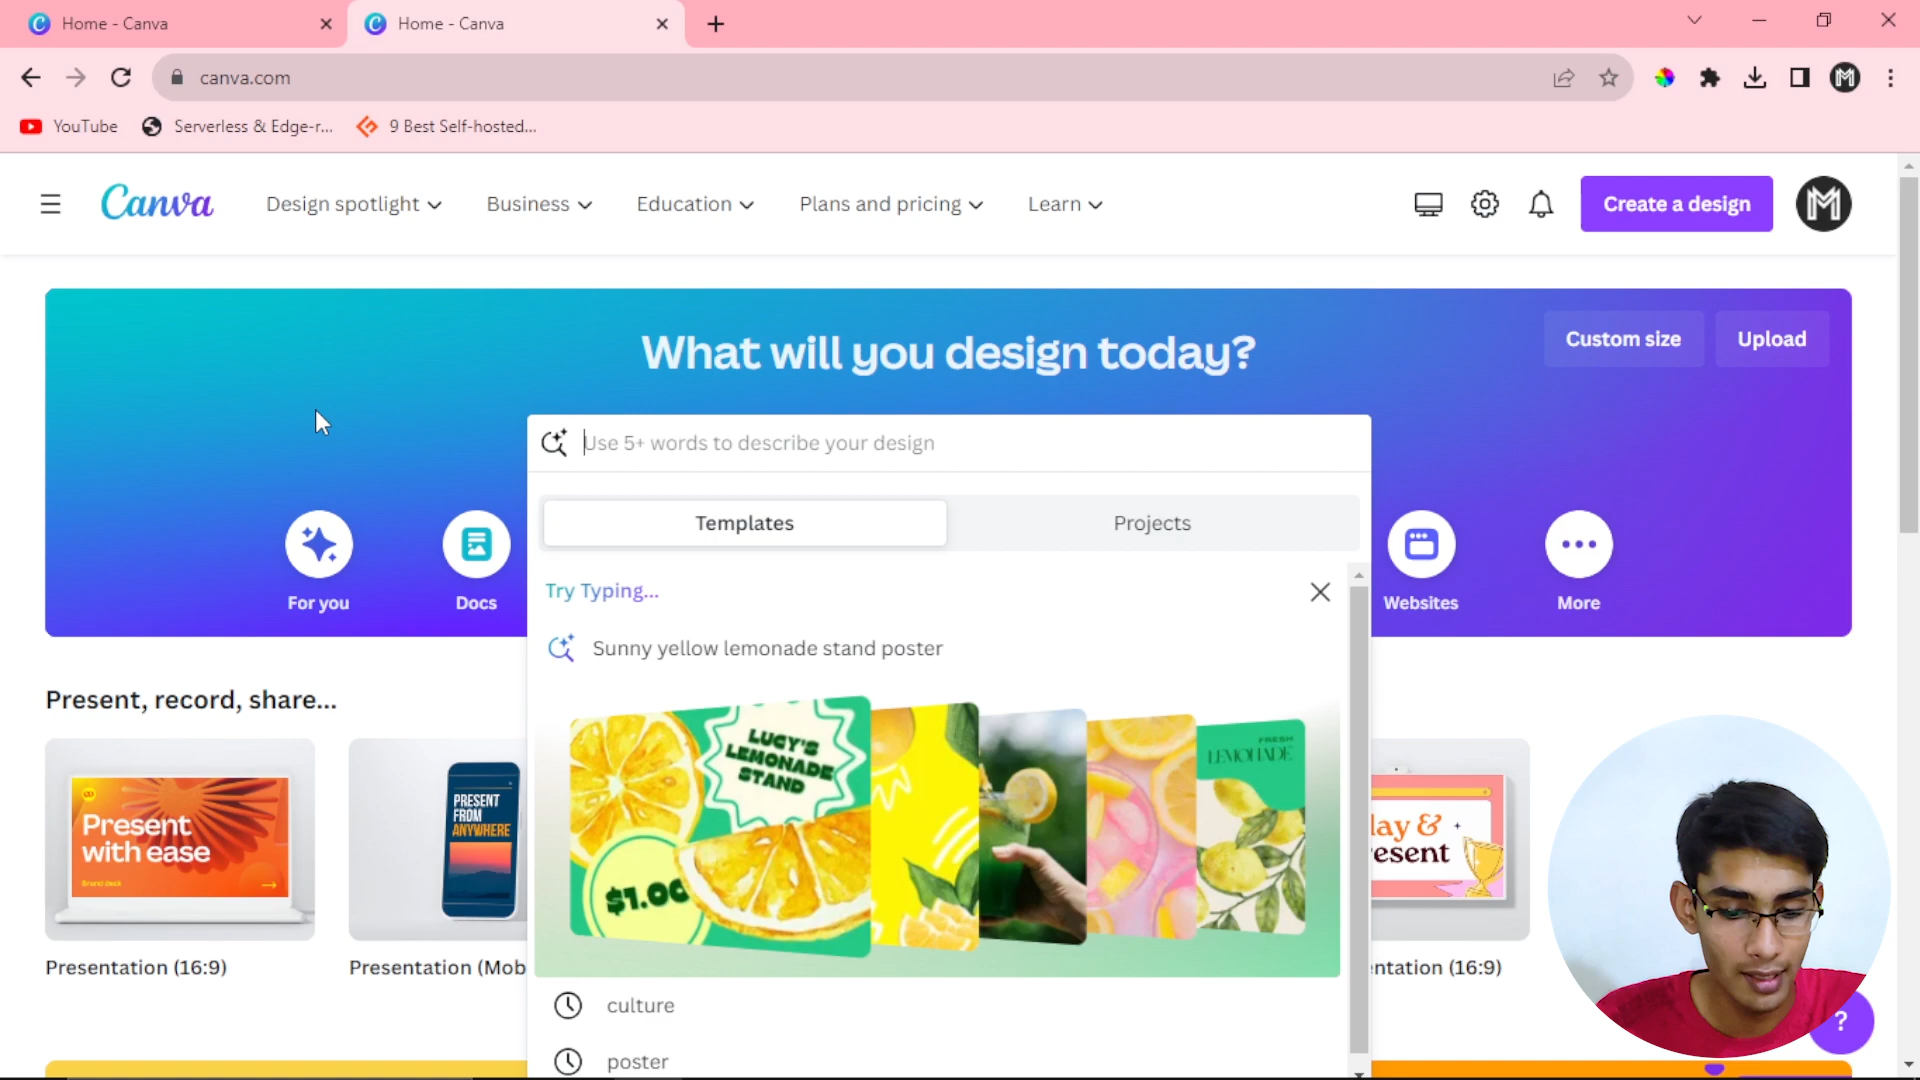 Home - Canva
Home - Canva
canva.com
YouTube
Serverless & Edge-r...
9 Best Self-hosted...
Canva
Design spotlight
Business
Education
Plans and pricing
Learn
Create a design
M
What will you design today?
Custom size
Upload
Use 5+ words to describe your design
Templates
Projects
For you
Docs
Websites
More
Try Typing...
Sunny yellow lemonade stand poster
LUCY'S
LEMONADE
STAND
$1.00
FRESH
LEMONADE
Present, record, share...
Present
with ease
Brand deck
PRESENT
FROM
ANYWHERE
lay &
esent
Presentation (16:9)
Presentation (Mob
entation (16:9)
culture
poster
?